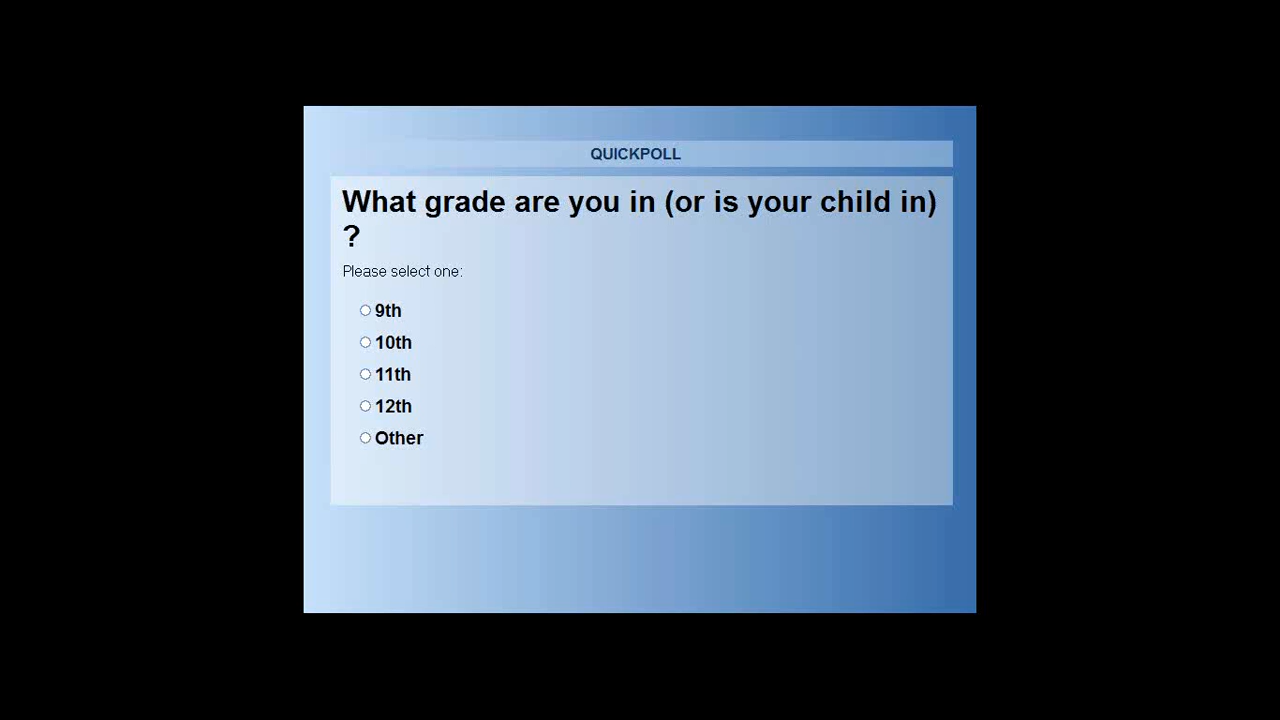 QUICKPOLL
What grade are you in (or is your child in)
?
Please select one:
9th
10th
11th
12th
Other